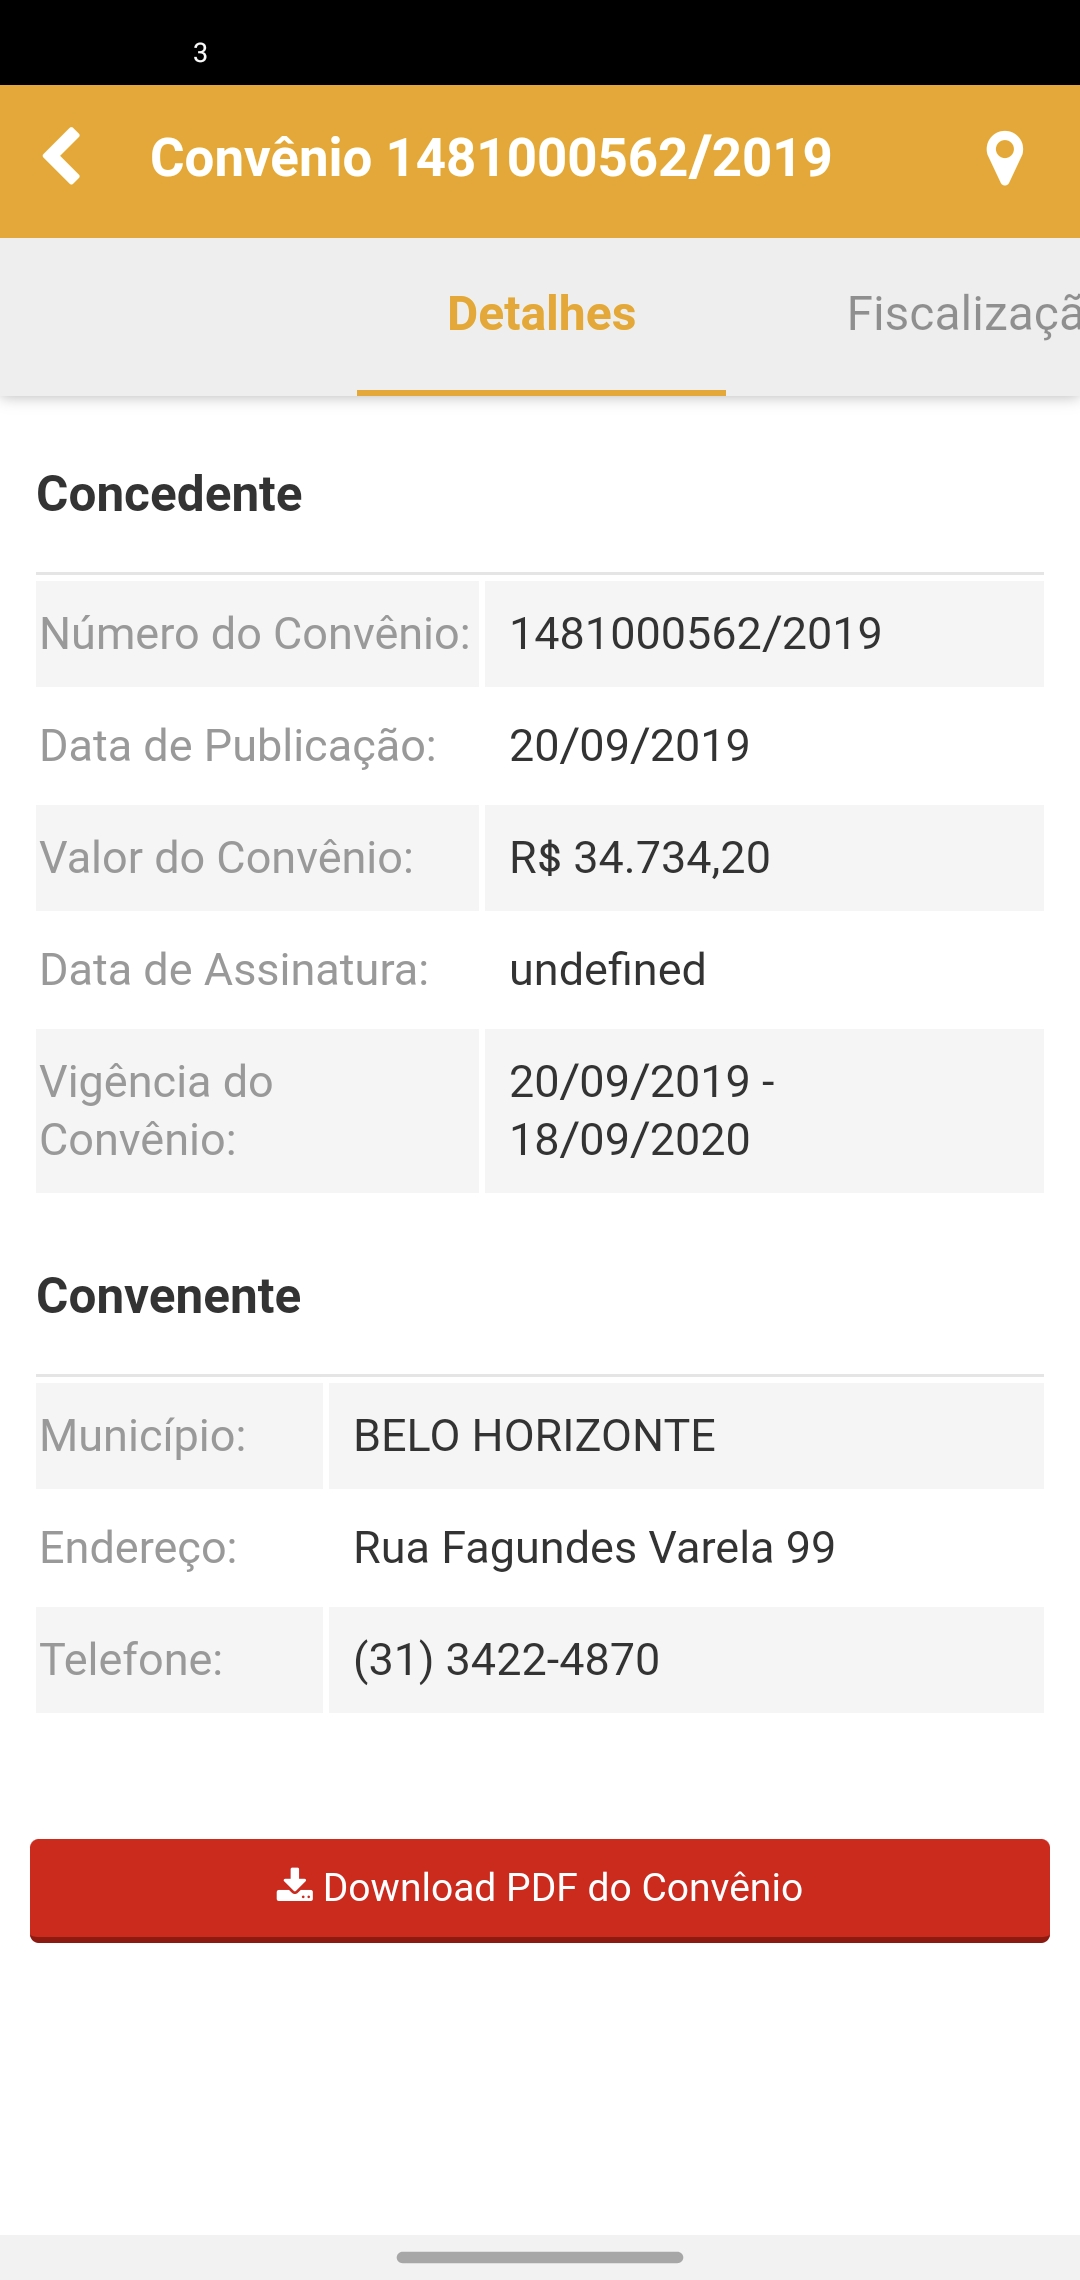 3
Convênio 1481000562/2019
Detalhes
Fiscalizaçã
Concedente
Número do Convênio: 1481000562/2019
Data de Publicação: 20/09/2019
Valor do Convênio: R$ 34.734,20
Data de Assinatura: undefined
Vigência do 20/09/2019 -
Convênio: 18/09/2020
Convenente
Município: BELO HORIZONTE
Endereço: Rua Fagundes Varela 99
Telefone: (31) 3422-4870
Download PDF do Convênio